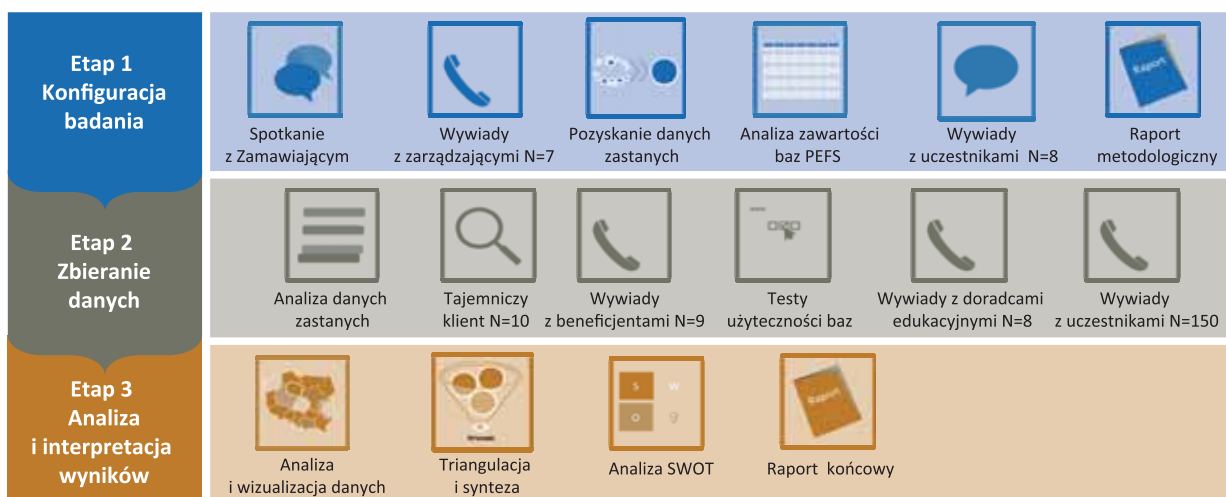 Etap 1
Konfiguracja
badania
Raport
Spotkanie
z Zamawiającym
Wywiady
z zarządzającymi N=7
Pozyskanie danych
zastanych
Analiza zawartości
baz PEFS
Wywiady
z uczestnikami N=8
Raport
metodologiczny
Etap 2
Zbieranie
danych
Analiza danych
zastanych
Tajemniczy
klient N=10
Wywiady
z beneficjentami N=9
Testy
użyteczności baz
Wywiady z doradcami
edukacyjnymi N=8
Wywiady
z uczestnikami N=150
Etap 3
Analiza
i interpretacja
wyników
S W
O
Raport
Analiza
i wizualizacja danych
Triangulacja
i synteza
Analiza SWOT
Raport końcowy